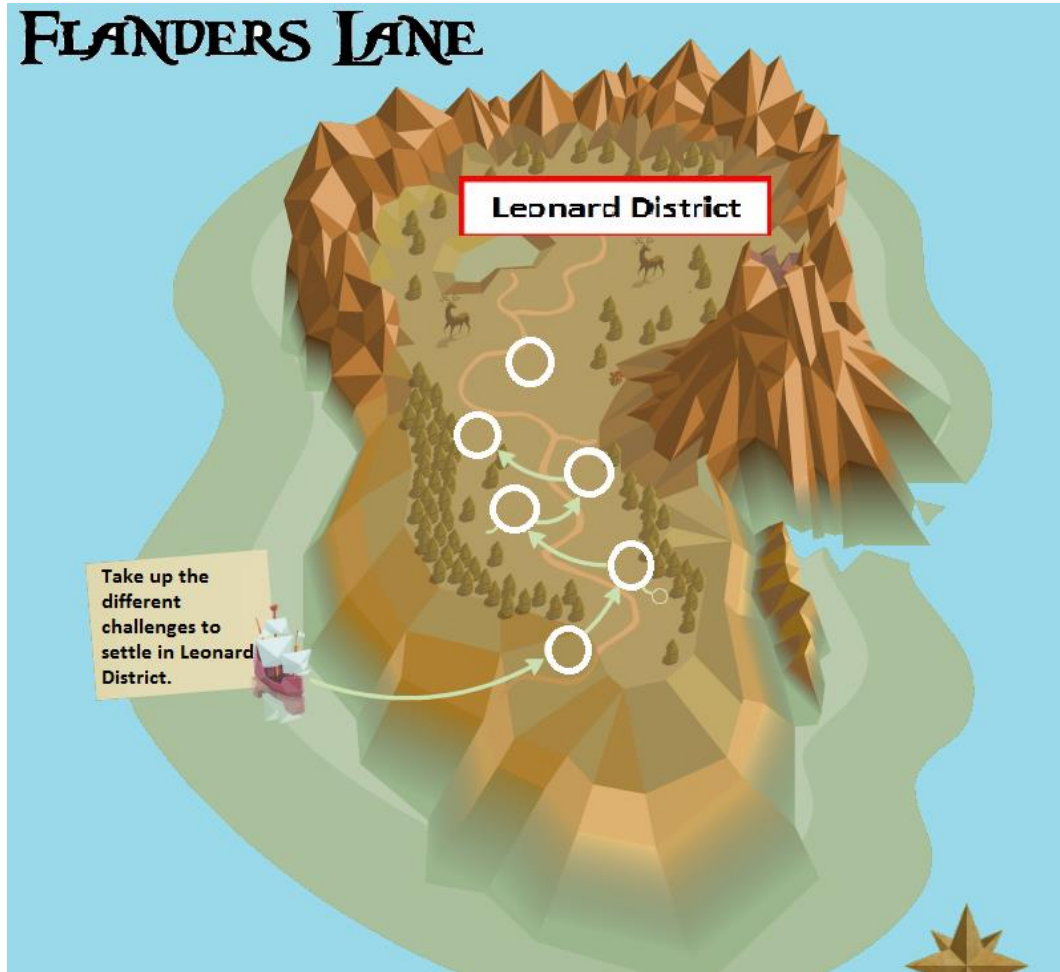 FLANDERS LANE
Leonard District
Take up the
different
challenges to
settle in Leonard
District.